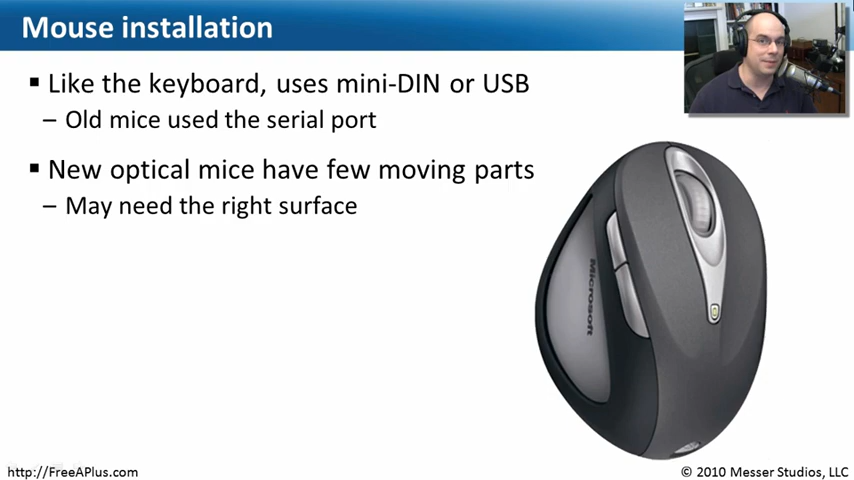 Mouse installation
▪ Like the keyboard, uses mini-DIN or USB
– Old mice used the serial port
▪ New optical mice have few moving parts
– May need the right surface
Microsoft
http://FreeAPlus.com
© 2010 Messer Studios, LLC